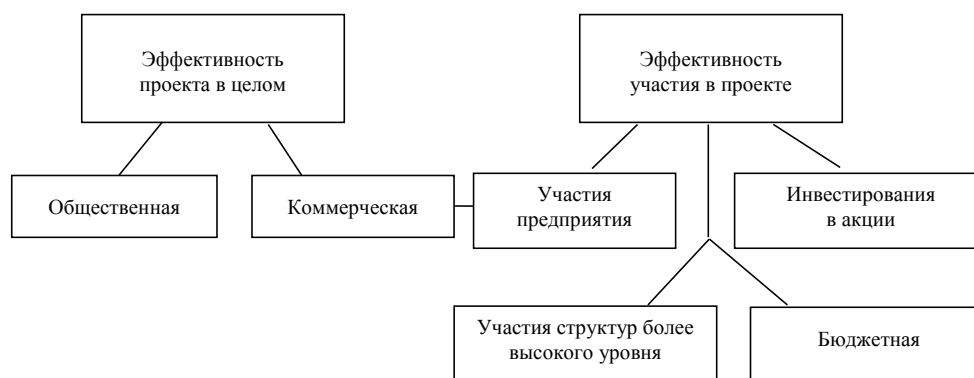 Эффективность
проекта в целом
Эффективность
участия в проекте
Общественная
Коммерческая
Участия
предприятия
Инвестирования
в акции
Участия структур более
высокого уровня
Бюджетная